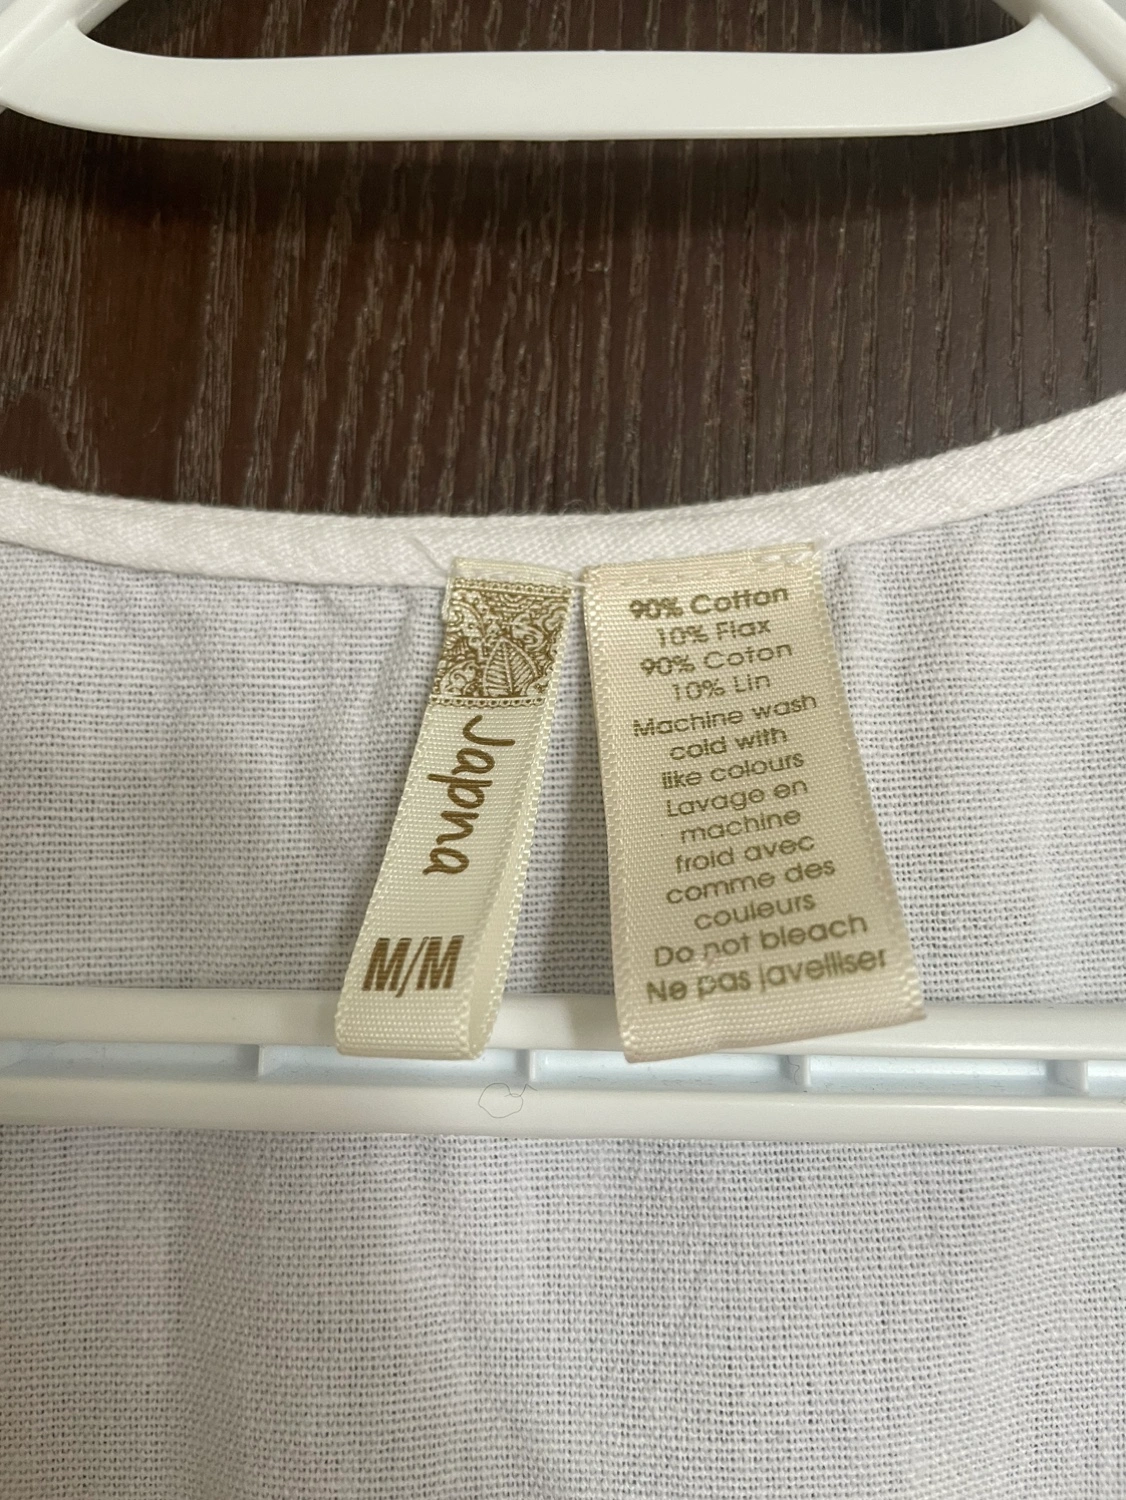 Japna
M/M
90% Cotton
10% Flax
90% Coton
10% Lin
Machine wash
cold with
like colours
Lavage en
machine
froid avec
comme des
couleurs
Do not bleach
Ne pas javelliser